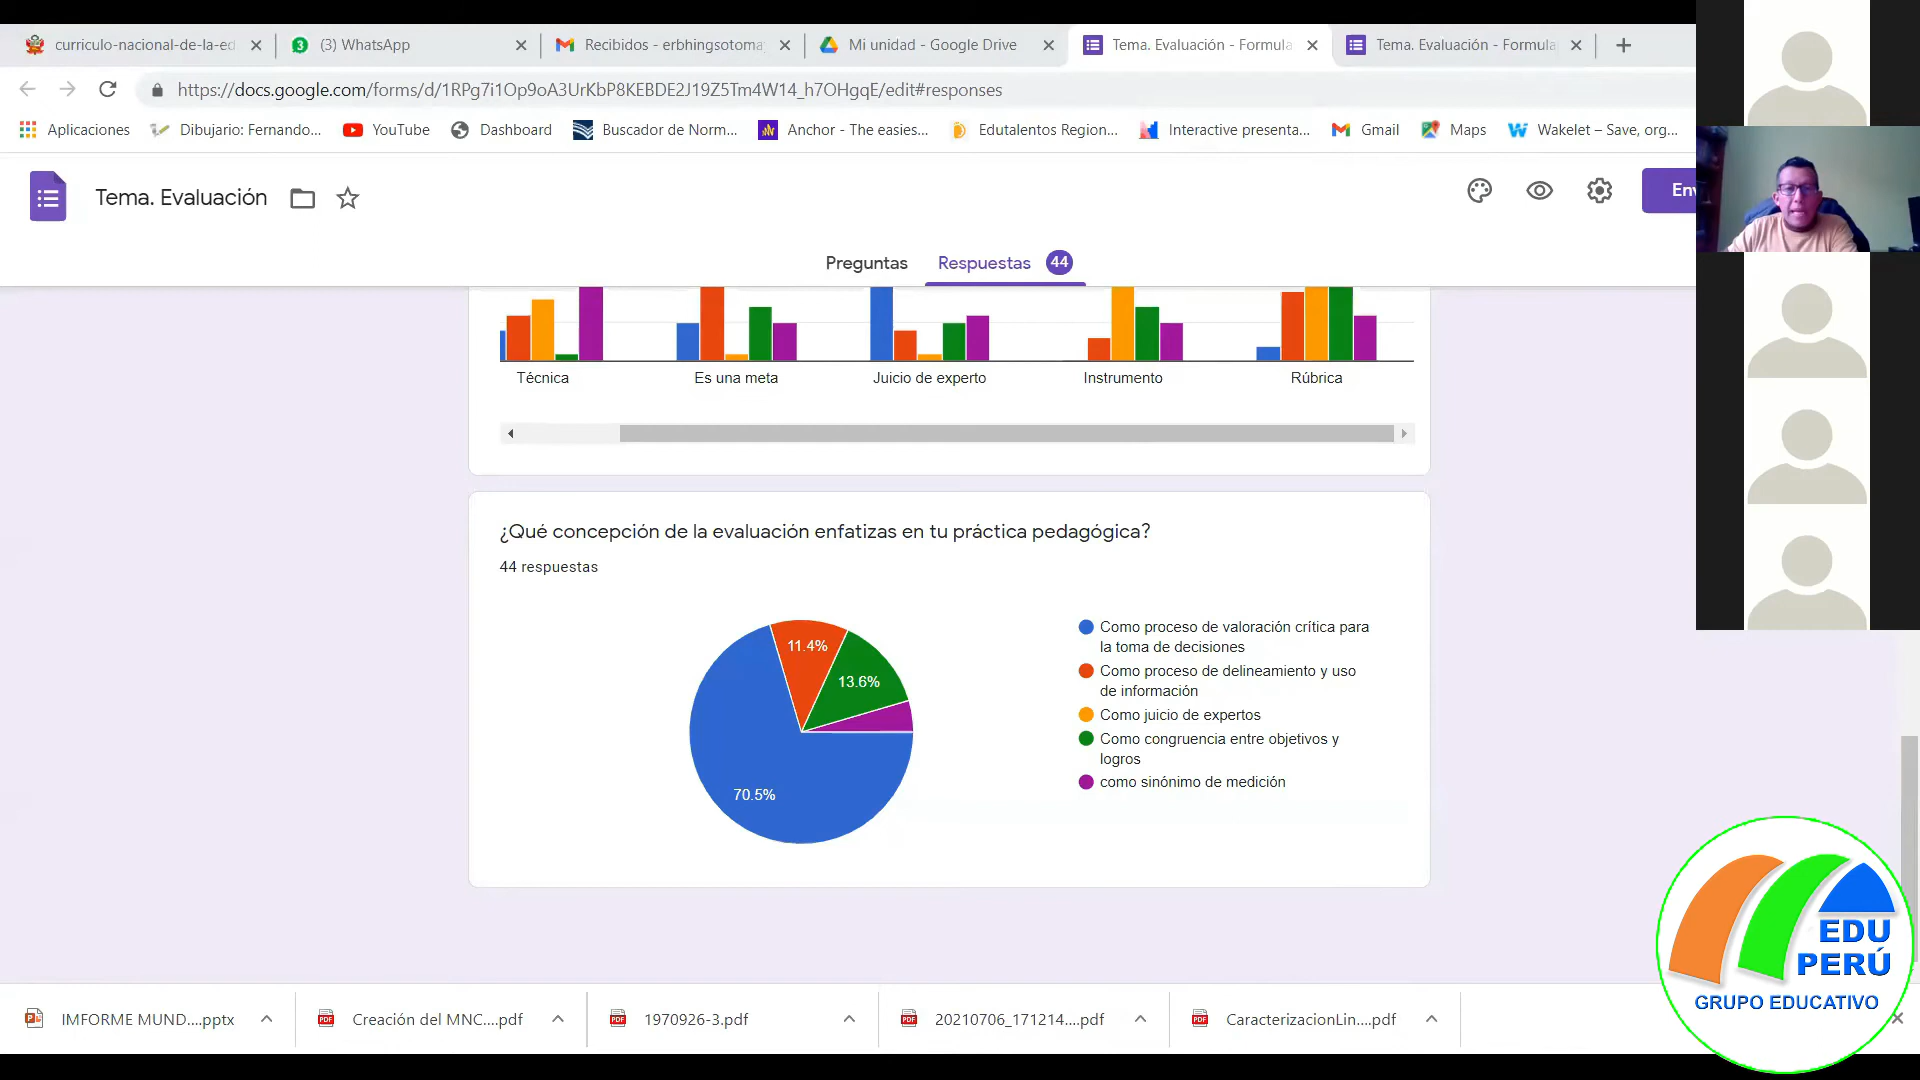 curriculo-nacional-de-la-ed
(3) WhatsApp
Recibidos - erbhingsotoma
Mi unidad - Google Drive
Tema. Evaluación - Formula
Tema. Evaluación - Formula
https://docs.google.com/forms/d/1RPg7i1Op9oA3UrKbP8KEBDE2J19Z5Tm4W14_h7OHgqE/edit#responses
Aplicaciones
Dibujario: Fernando...
YouTube
Dashboard
Buscador de Norm...
Anchor - The easies...
Edutalentos Region...
Interactive presenta...
Gmail
Maps
Wakelet – Save, org...
Tema. Evaluación
En
Preguntas
Respuestas 44
Técnica
Es una meta
Juicio de experto
Instrumento
Rúbrica
¿Qué concepción de la evaluación enfatizas en tu práctica pedagógica?
44 respuestas
11.4%
13.6%
70.5%
Como proceso de valoración crítica para
la toma de decisiones
Como proceso de delineamiento y uso
de información
Como juicio de expertos
Como congruencia entre objetivos y
logros
como sinónimo de medición
EDU
PERÚ
GRUPO EDUCATIVO
IMFORME MUND....pptx
Creación del MNC....pdf
1970926-3.pdf
20210706_171214....pdf
CaracterizacionLin....pdf